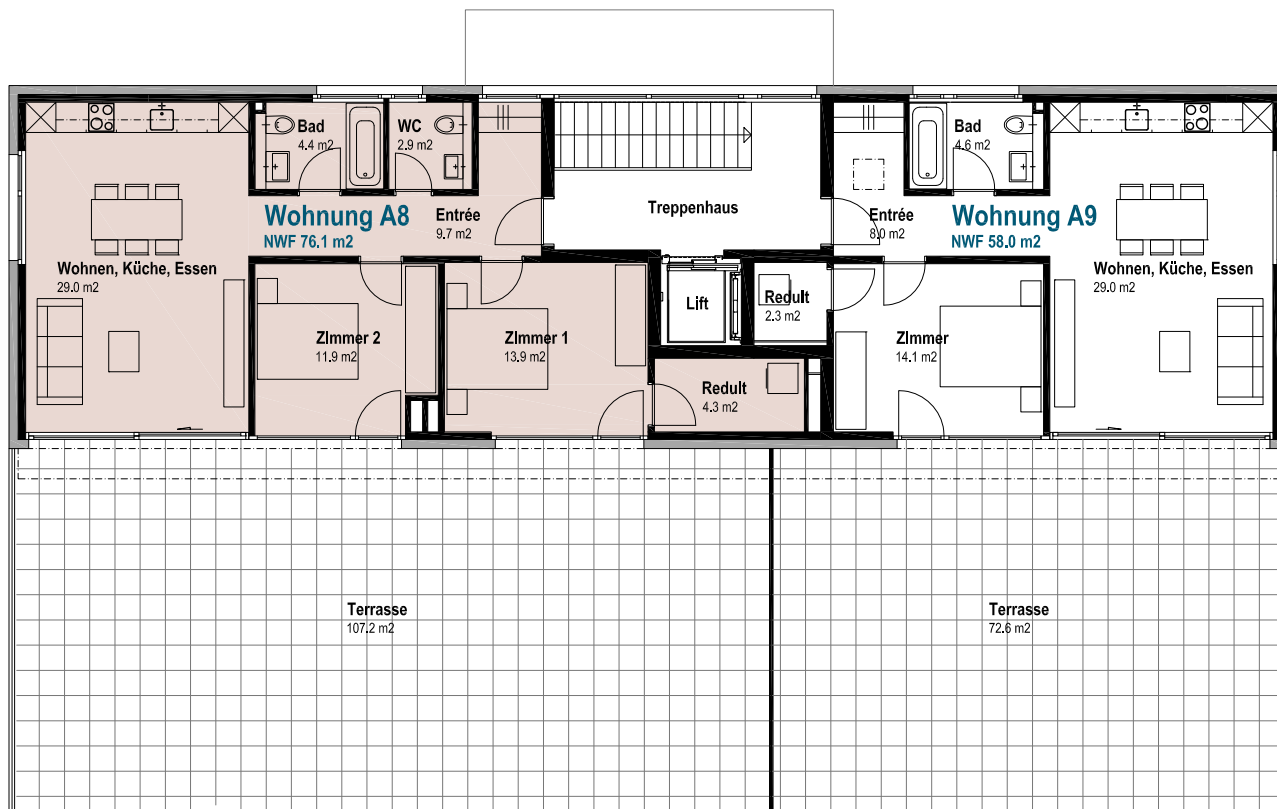 Bad
4.4 m2
WC
2.9 m2
Wohnung A8
NWF 76.1 m2
Entrée
9.7 m2
Wohnen, Küche, Essen
29.0 m2
ZImmer 2
11.9 m2
ZImmer 1
13.9 m2
Treppenhaus
Lift
Reduit
2.3 m2
Reduit
4.3 m2
Entrée
8.0 m2
Bad
4.6 m2
Wohnung A9
NWF 58.0 m2
Wohnen, Küche, Essen
29.0 m2
ZImmer
14.1 m2
Terrasse
107.2 m2
Terrasse
72.6 m2